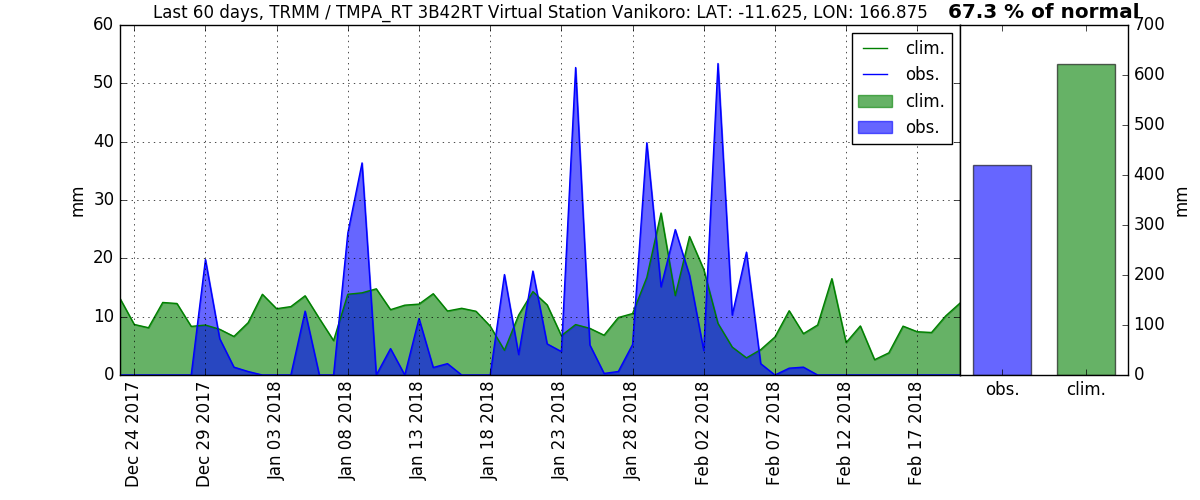 Last 60 days, TRMM / TMPA_RT 3B42RT Virtual Station Vanikoro: LAT: -11.625, LON: 166.875
67.3 % of normal
60
50
40
30
20
10
0
mm
clim.
obs.
clim.
obs.
Dec 24 2017
Dec 29 2017
Jan 03 2018
Jan 08 2018
Jan 13 2018
Jan 18 2018
Jan 23 2018
Jan 28 2018
Feb 02 2018
Feb 07 2018
Feb 12 2018
Feb 17 2018
700
600
500
400
300
200
100
0
mm
obs.
clim.